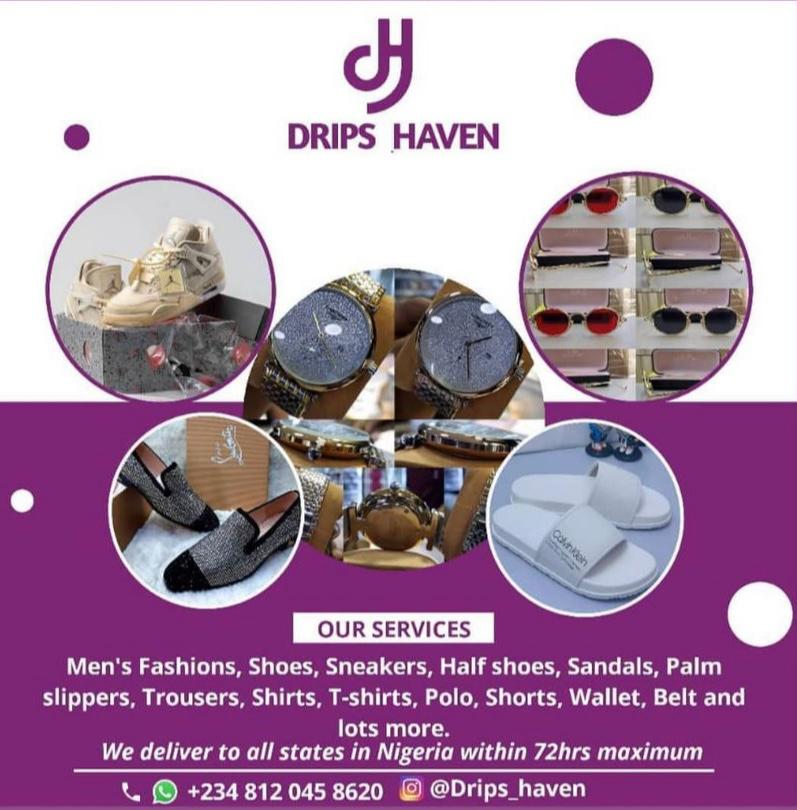 DRIPS HAVEN
Calvin Klein
OUR SERVICES
Men's Fashions, Shoes, Sneakers, Half shoes, Sandals, Palm
slippers, Trousers, Shirts, T-shirts, Polo, Shorts, Wallet, Belt and
lots more.
We deliver to all states in Nigeria within 72hrs maximum
+234 812 045 8620 @Drips_haven